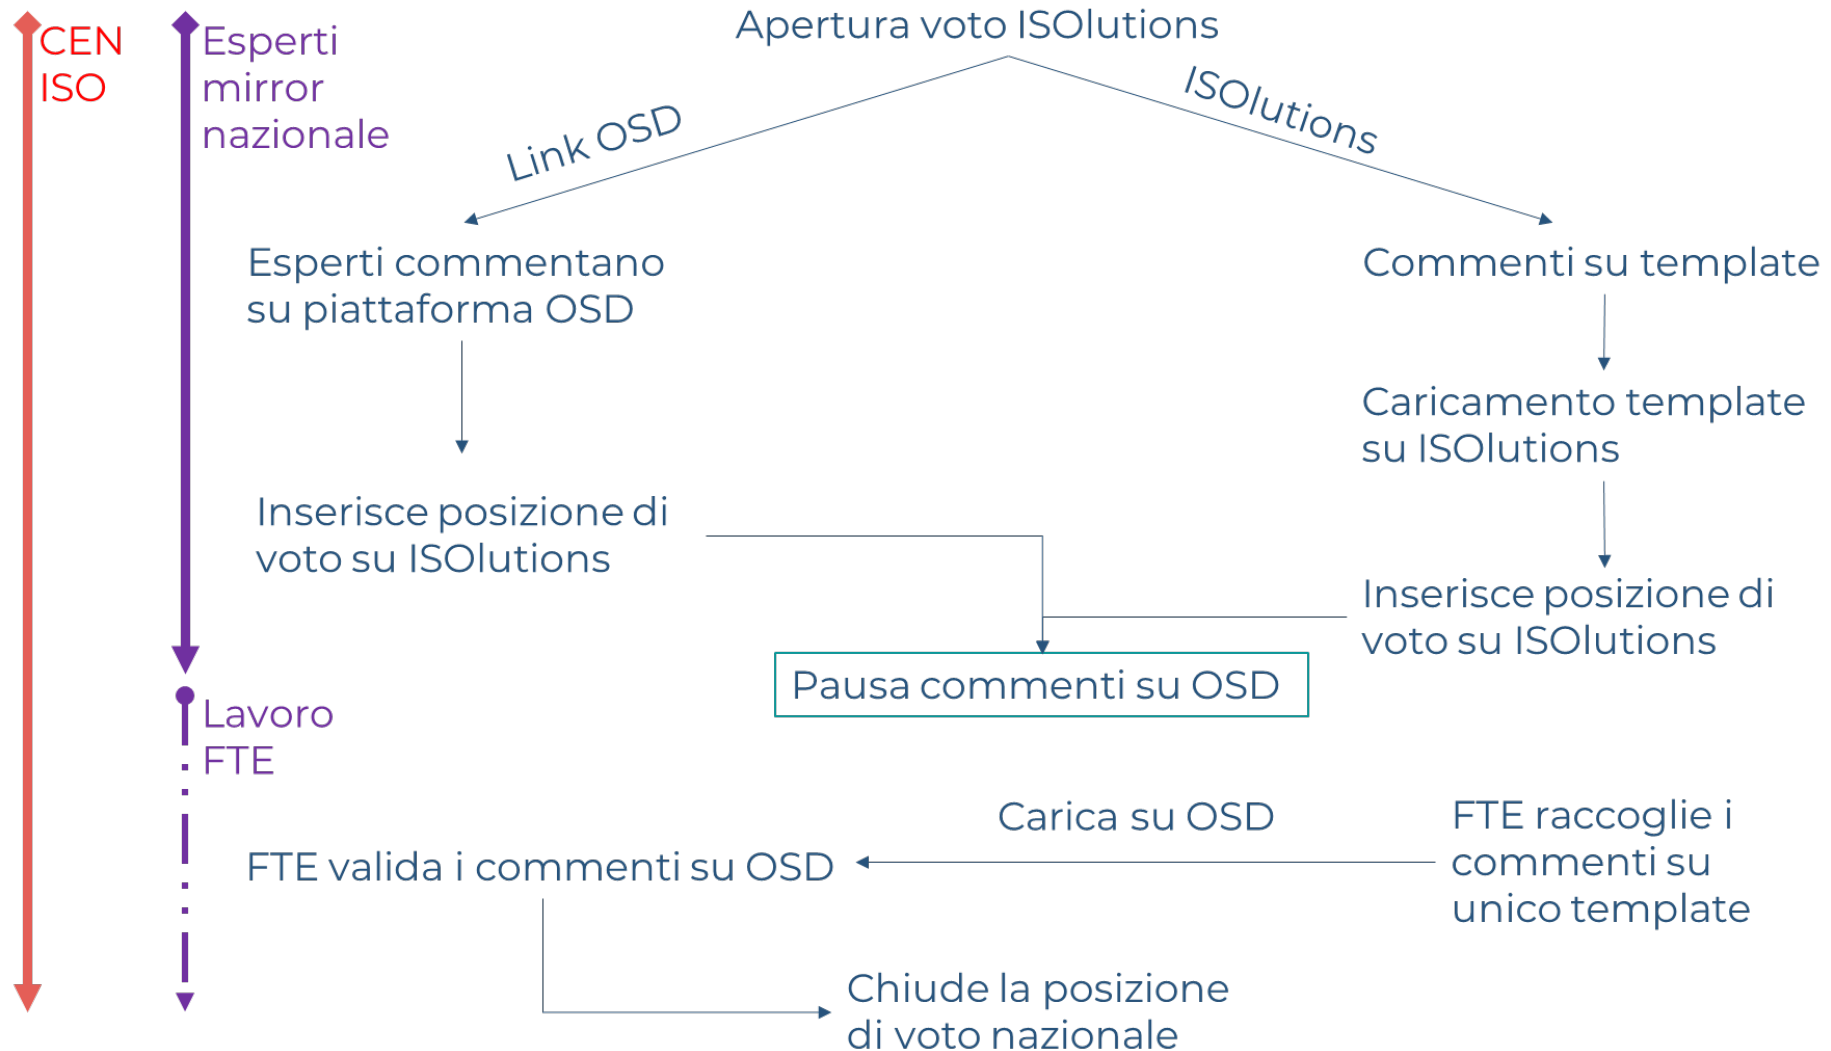 CEN
ISO
Esperti
mirror
nazionale
Apertura voto ISOlutions
Link OSD
ISOlutions
Esperti commentano
su piattaforma OSD
Commenti su template
Caricamento template
su ISOlutions
Inserisce posizione di
voto su ISOlutions
Inserisce posizione di
voto su ISOlutions
Pausa commenti su OSD
Lavoro
FTE
Carica su OSD
FTE raccoglie i
commenti su
unico template
FTE valida i commenti su OSD
Chiude la posizione
di voto nazionale